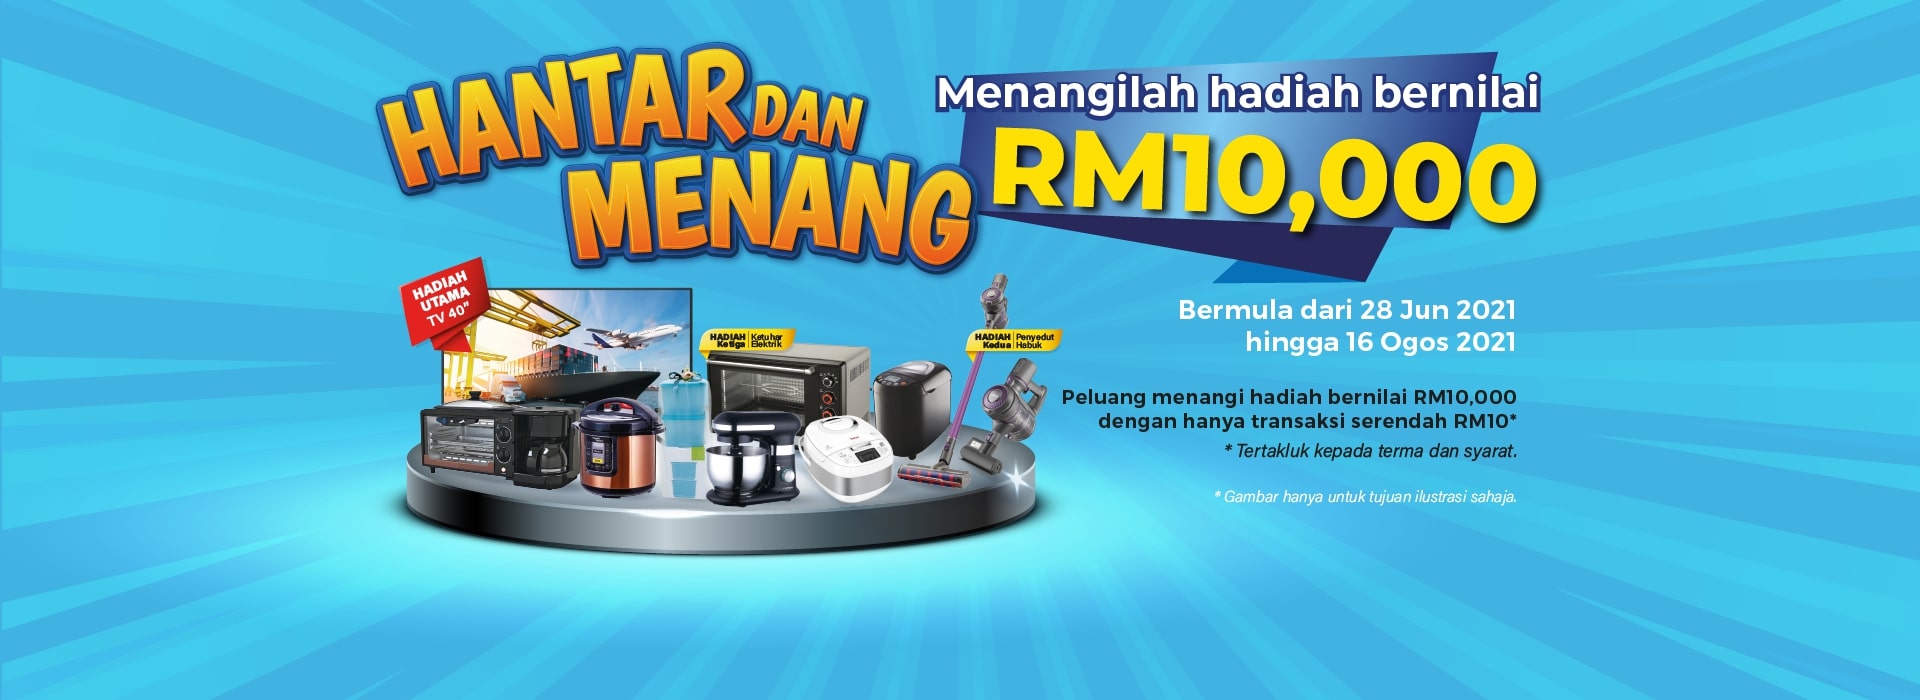 HANTAR DAN
MENANG
Menangilah hadiah bernilai
RM10,000
HADIAH
UTAMA
TV 40"
HADIAH
Ketiga
Ketuhar
Elektrik
HADIAH
Kedua
Penyedut
Habuk
Bermula dari 28 Jun 2021
hingga 16 Ogos 2021
Peluang menangi hadiah bernilai RM10,000
dengan hanya transaksi serendah RM10*
* Tertakluk kepada terma dan syarat.
* Gambar hanya untuk tujuan ilustrasi sahaja.